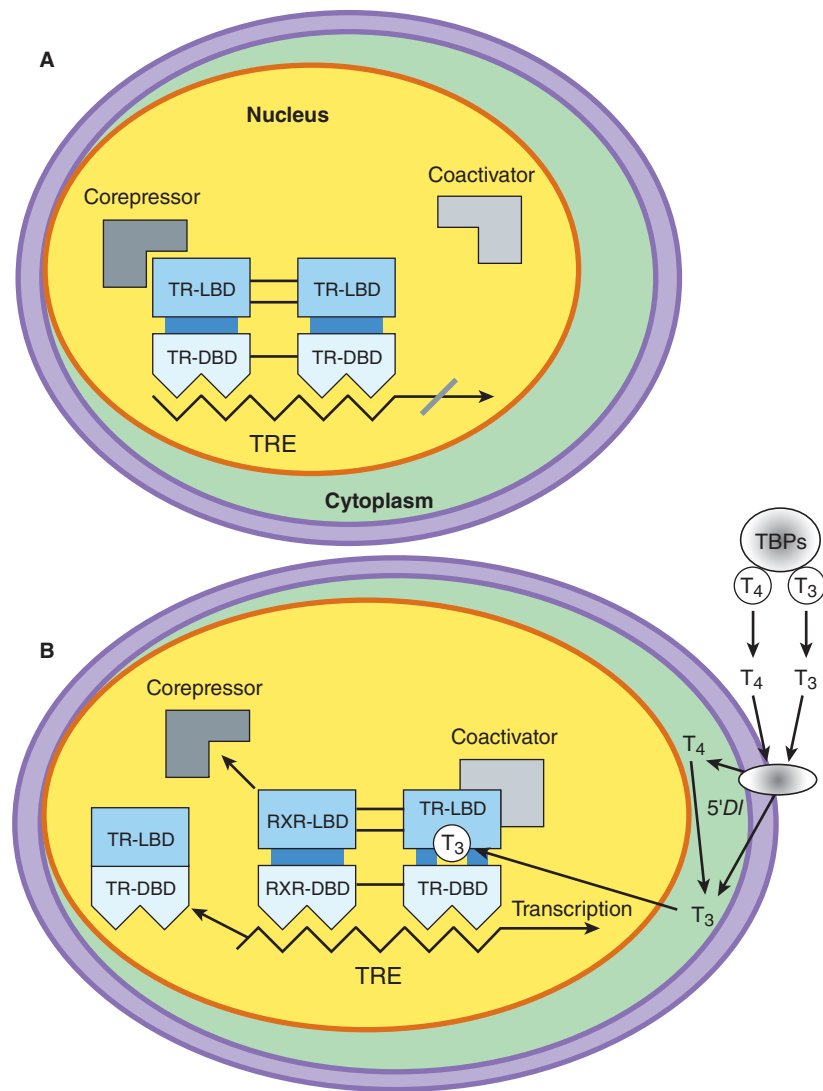 A
Nucleus
Corepressor
Coactivator
TR-LBD
TR-LBD
TR-DBD
TR-DBD
TRE
Cytoplasm
TBPs
T4
T3
T4
T3
B
Corepressor
Coactivator
T4
5'DI
TR-LBD
RXR-LBD
TR-LBD
T3
TR-DBD
RXR-DBD
TR-DBD
Transcription
T3
TRE